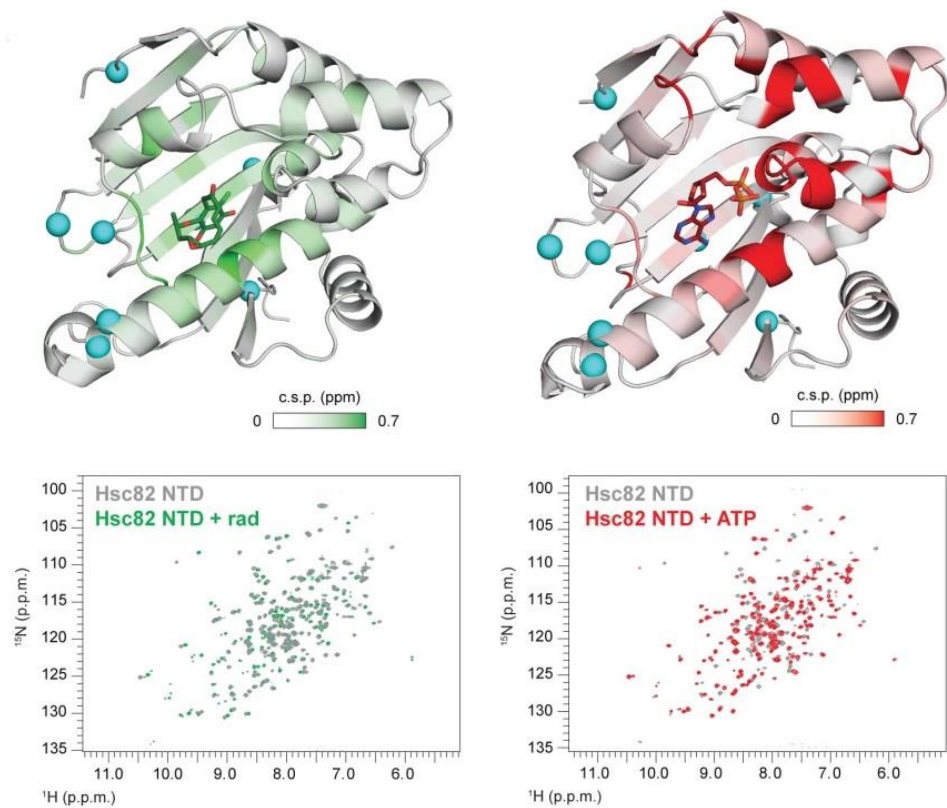 c.s.p. (ppm)
0 0.7
c.s.p. (ppm)
0 0.7
Hsc82 NTD
Hsc82 NTD + rad
100
105
110
115
120
125
130
135
¹⁵N (p.p.m.)
11.0 10.0 9.0 8.0 7.0 6.0
¹H (p.p.m.)
Hsc82 NTD
Hsc82 NTD + ATP
100
105
110
115
120
125
130
135
¹⁵N (p.p.m.)
11.0 10.0 9.0 8.0 7.0 6.0
¹H (p.p.m.)